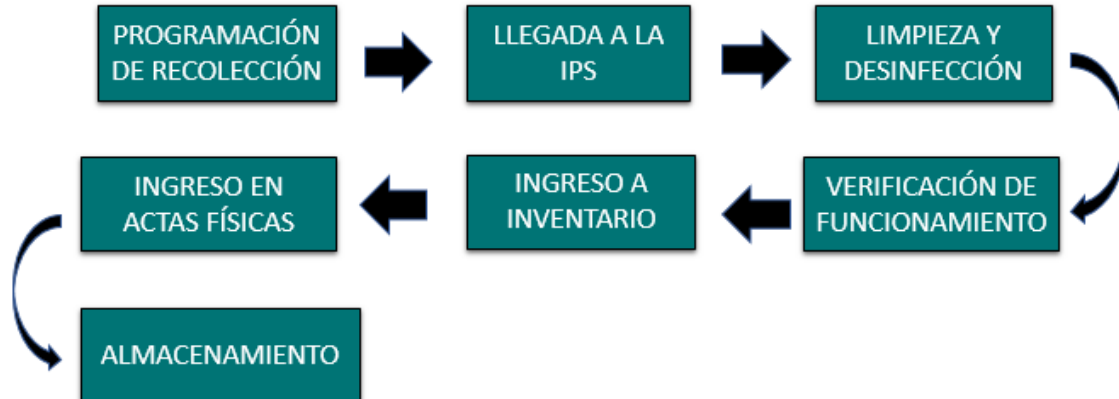 PROGRAMACIÓN
DE RECOLECCIÓN
LLEGADA A LA
IPS
LIMPIEZA Y
DESINFECCIÓN
VERIFICACIÓN DE
FUNCIONAMIENTO
INGRESO A
INVENTARIO
INGRESO EN
ACTAS FÍSICAS
ALMACENAMIENTO